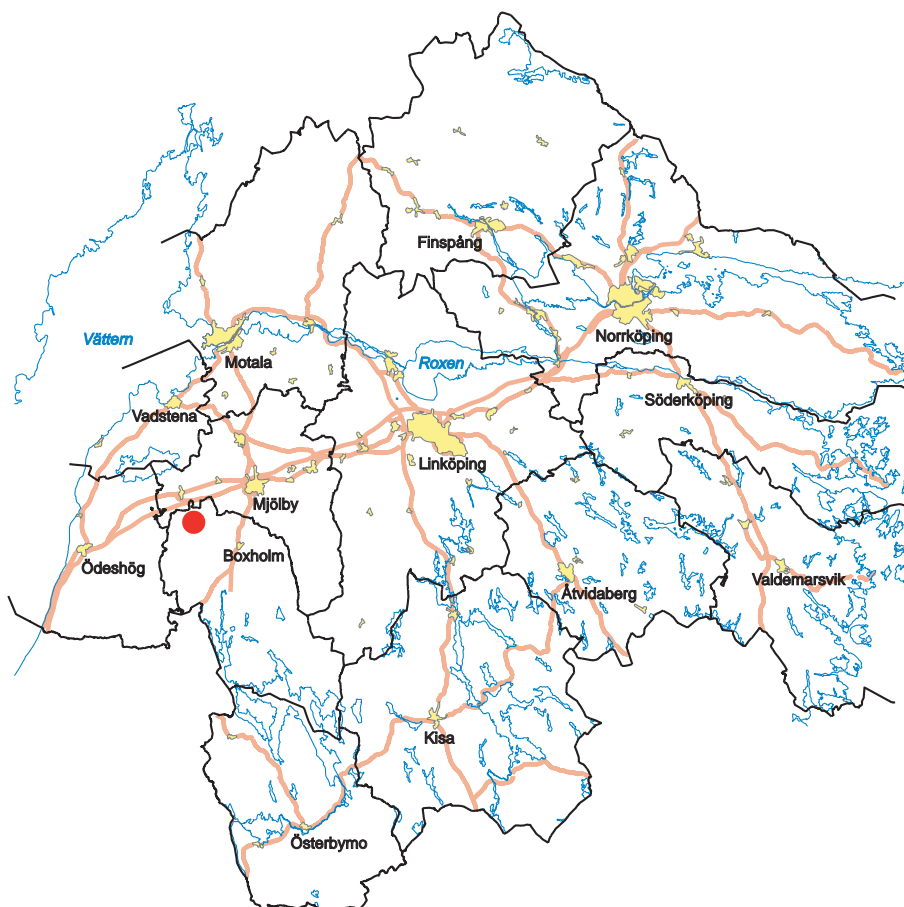 Finspång
Norrköping
Vättern
Motala
Roxen
Söderköping
Vadstena
Linköping
Mjölby
Boxholm
Ödeshög
Valdemarsvik
Åtvidaberg
Kisa
Österbymo